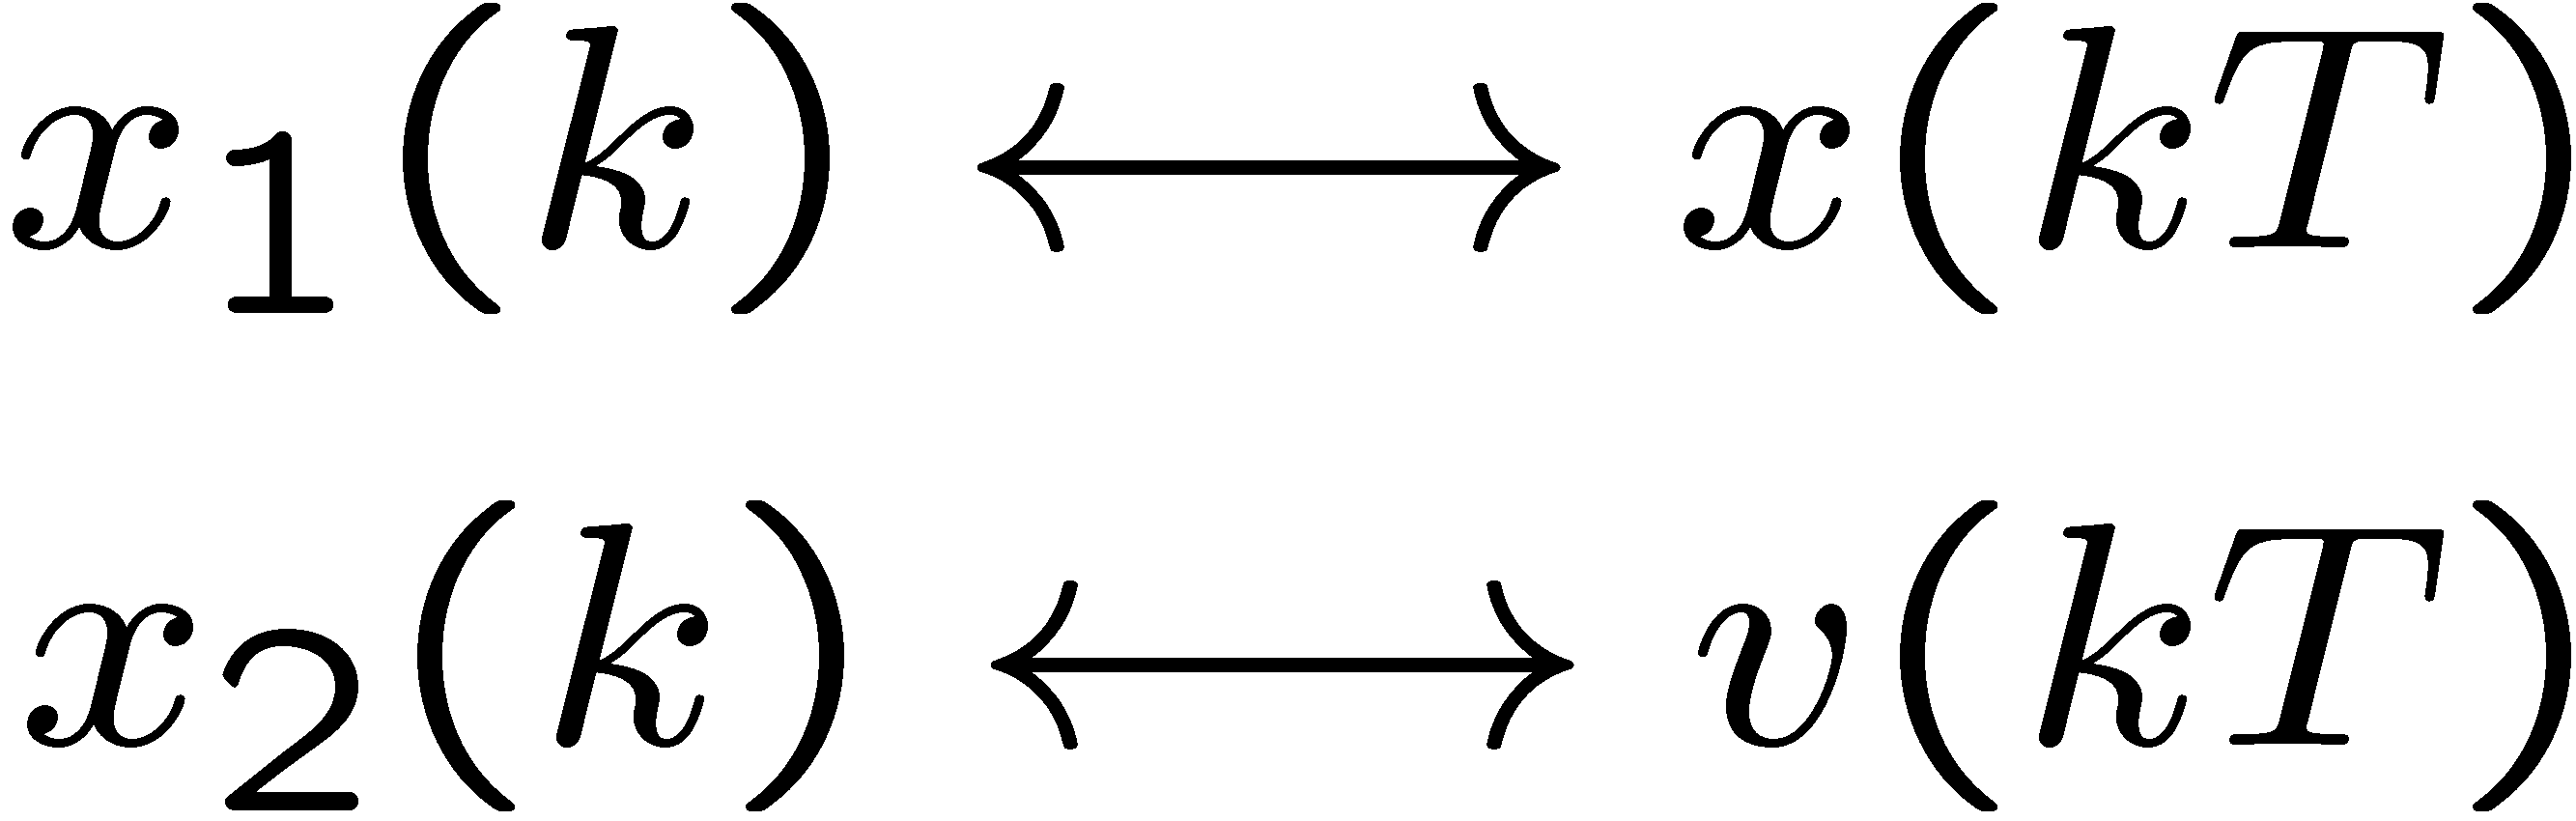 x₁(k) ⟷ x(kT)
x₂(k) ⟷ v(kT)